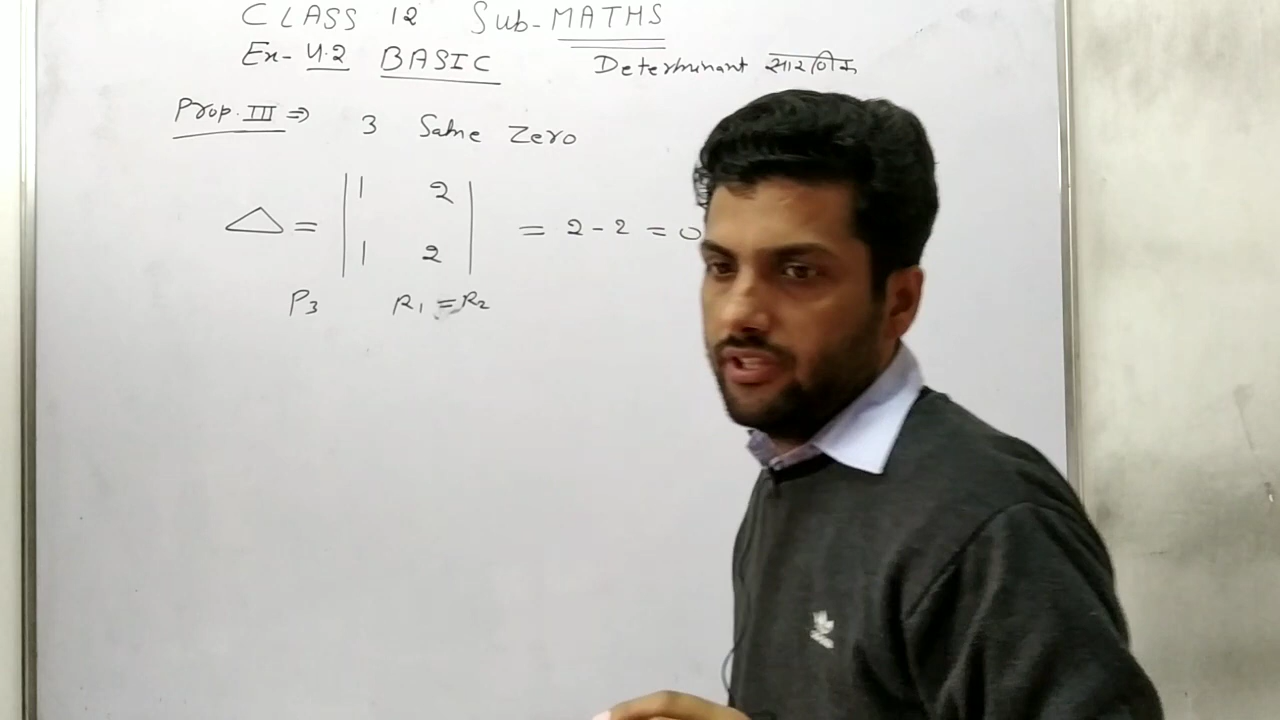 CLASS 12 Sub-MATHS
Ex-4.2 BASIC Determinant सारणिक
Prop. III ⇒ 3 Same Zero
△ = | 1 2 | = 2 - 2 = 0
| 1 2 |
P3 R1 = R2